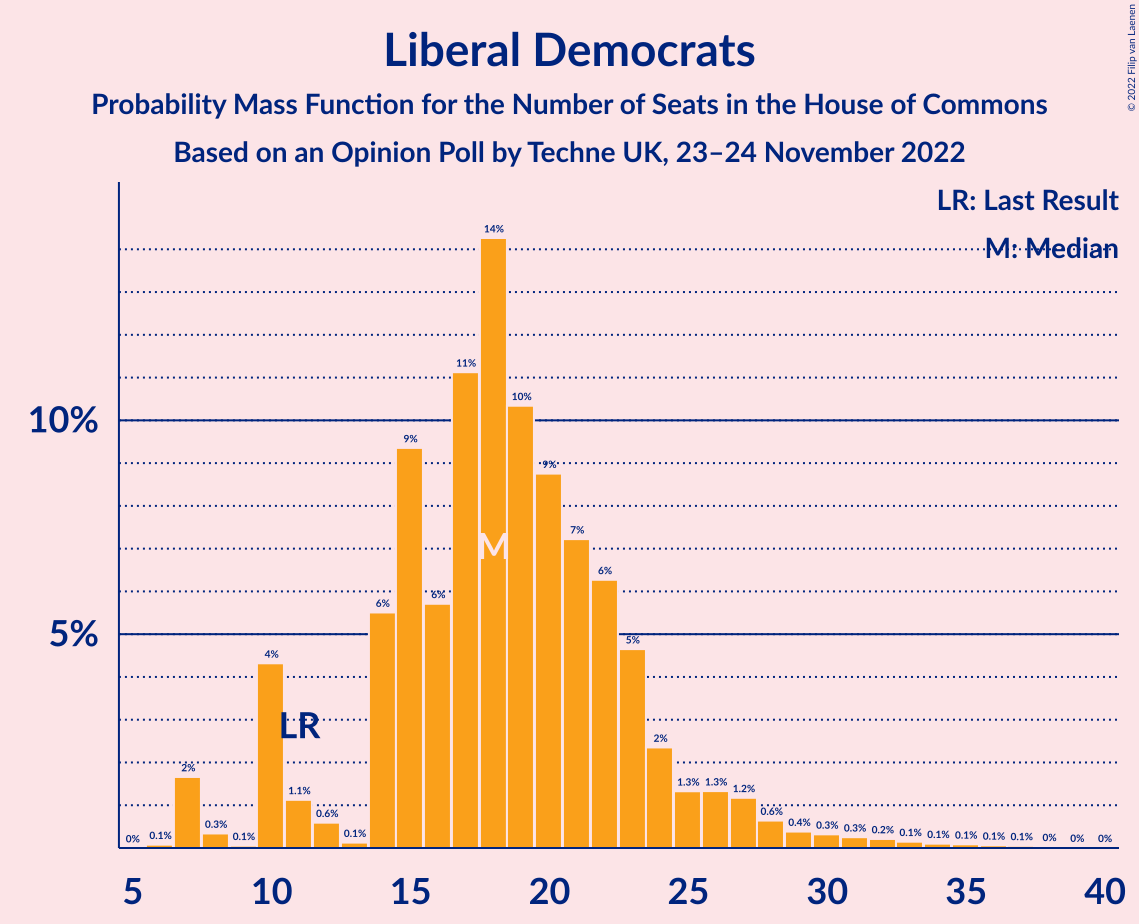 Liberal Democrats
Probability Mass Function for the Number of Seats in the House of Commons
Based on an Opinion Poll by Techne UK, 23–24 November 2022
© 2022 Filip van Laenen
LR: Last Result
M: Median
10%
5%
0% 0.1% 2% 0.3% 0.1% 4% 1.1% 0.6% 0.1% 6% 9% 6% 11% 14% 10% 9% 7% 6% 5% 2% 1.3% 1.3% 1.2% 0.6% 0.4% 0.3% 0.3% 0.2% 0.1% 0.1% 0.1% 0.1% 0.1% 0% 0% 0%
LR
M
5 10 15 20 25 30 35 40